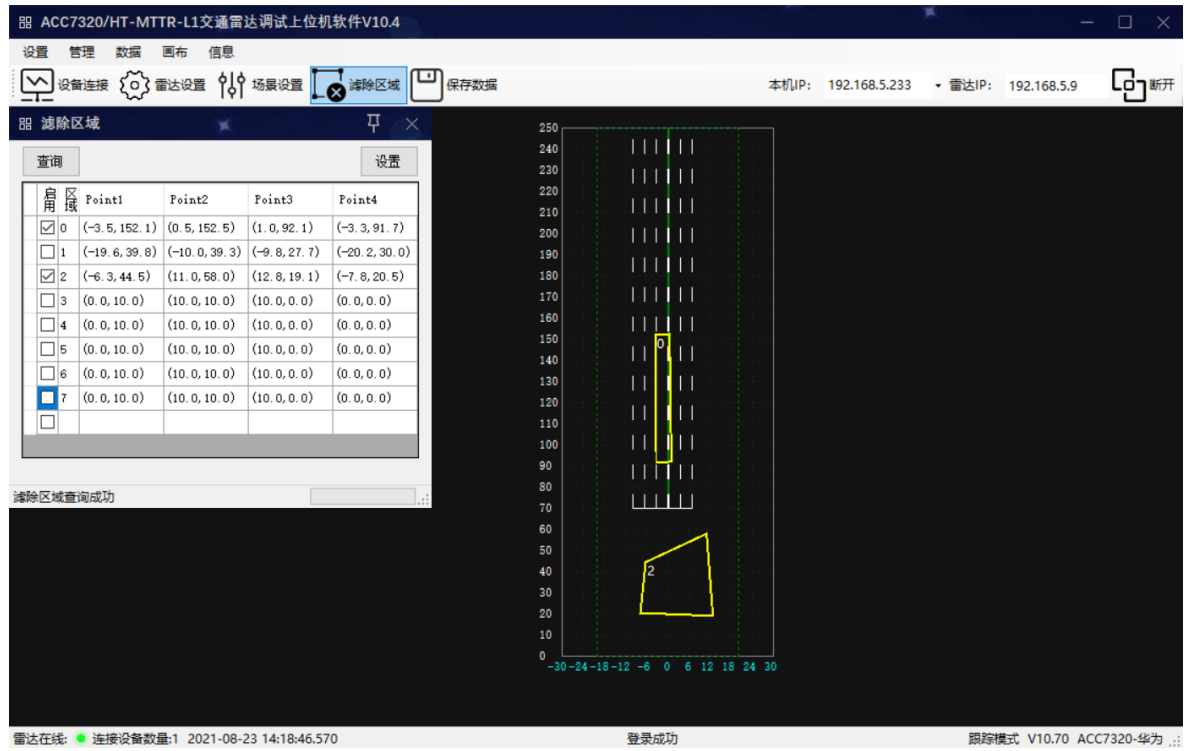 ACC7320/HT-MTTR-L1交通雷达调试上位机软件V10.4
设置 管理 数据 画布 信息
设备连接 雷达设置 场景设置 滤除区域 保存数据 本机IP: 192.168.5.233 雷达IP: 192.168.5.9 断开
滤除区域
查询 设置
启用 区域 Point1 Point2 Point3 Point4
0 (-3.5,152.1) (0.5,152.5) (1.0,92.1) (-3.3,91.7)
1 (-19.6,39.8) (-10.0,39.3) (-9.8,27.7) (-20.2,30.0)
2 (-6.3,44.5) (11.0,58.0) (12.8,19.1) (-7.8,20.5)
3 (0.0,10.0) (10.0,10.0) (10.0,0.0) (0.0,0.0)
4 (0.0,10.0) (10.0,10.0) (10.0,0.0) (0.0,0.0)
5 (0.0,10.0) (10.0,10.0) (10.0,0.0) (0.0,0.0)
6 (0.0,10.0) (10.0,10.0) (10.0,0.0) (0.0,0.0)
7 (0.0,10.0) (10.0,10.0) (10.0,0.0) (0.0,0.0)
滤除区域查询成功
250
240
230
220
210
200
190
180
170
160
150
0
140
130
120
110
100
90
80
70
60
50
40
2
30
20
10
0
-30 -24 -18 -12 -6 0 6 12 18 24 30
雷达在线: 连接设备数量:1 2021-08-23 14:18:46.570 登录成功 跟踪模式 V10.70 ACC7320-华为